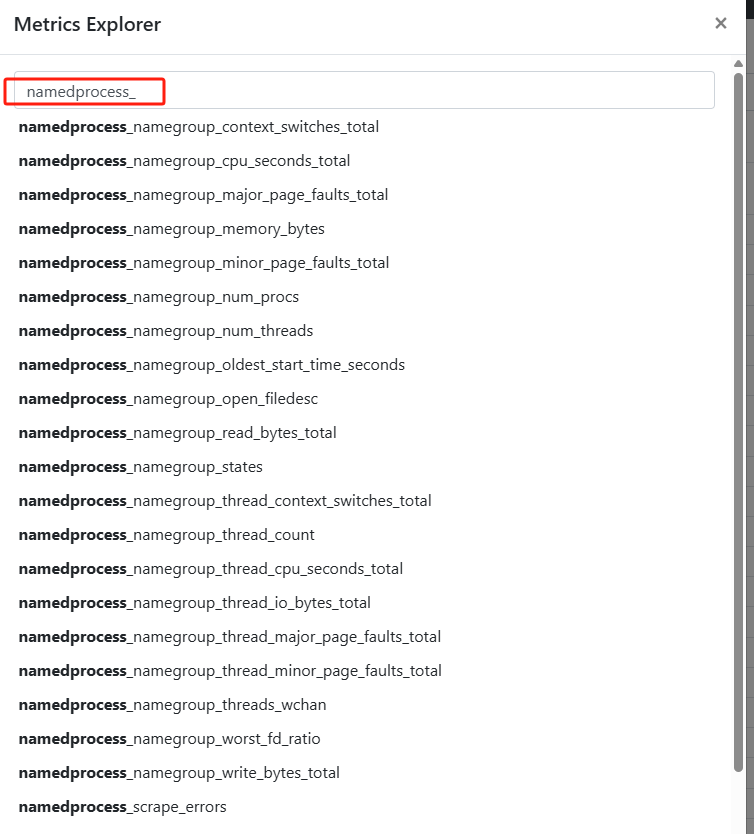 Metrics Explorer ×
namedprocess_
namedprocess_namegroup_context_switches_total
namedprocess_namegroup_cpu_seconds_total
namedprocess_namegroup_major_page_faults_total
namedprocess_namegroup_memory_bytes
namedprocess_namegroup_minor_page_faults_total
namedprocess_namegroup_num_procs
namedprocess_namegroup_num_threads
namedprocess_namegroup_oldest_start_time_seconds
namedprocess_namegroup_open_filedesc
namedprocess_namegroup_read_bytes_total
namedprocess_namegroup_states
namedprocess_namegroup_thread_context_switches_total
namedprocess_namegroup_thread_count
namedprocess_namegroup_thread_cpu_seconds_total
namedprocess_namegroup_thread_io_bytes_total
namedprocess_namegroup_thread_major_page_faults_total
namedprocess_namegroup_thread_minor_page_faults_total
namedprocess_namegroup_threads_wchan
namedprocess_namegroup_worst_fd_ratio
namedprocess_namegroup_write_bytes_total
namedprocess_scrape_errors